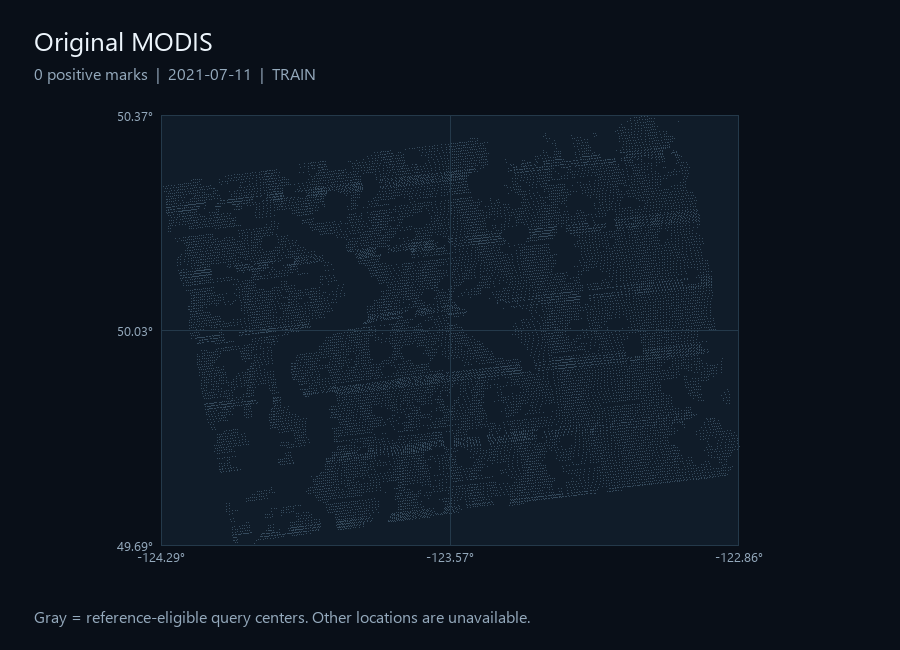 Original MODIS
0 positive marks | 2021-07-11 | TRAIN
50.37°
50.03°
49.69°
-124.29° -123.57° -122.86°
Gray = reference-eligible query centers. Other locations are unavailable.